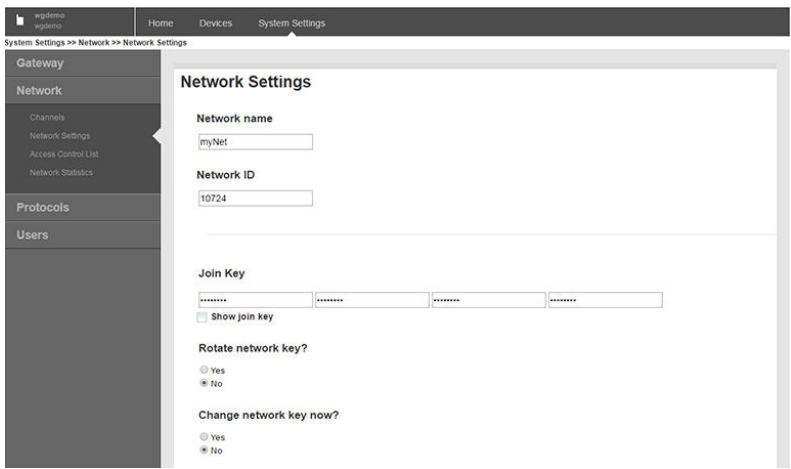 wgdemo
wgdemo
Home Devices System Settings
System Settings >> Network >> Network Settings
Gateway
Network
Channels
Network Settings
Access Control List
Network Statistics
Protocols
Users
Network Settings
Network name
myNet
Network ID
10724
Join Key
•••••••• •••••••• •••••••• ••••••••
Show join key
Rotate network key?
Yes
No
Change network key now?
Yes
No